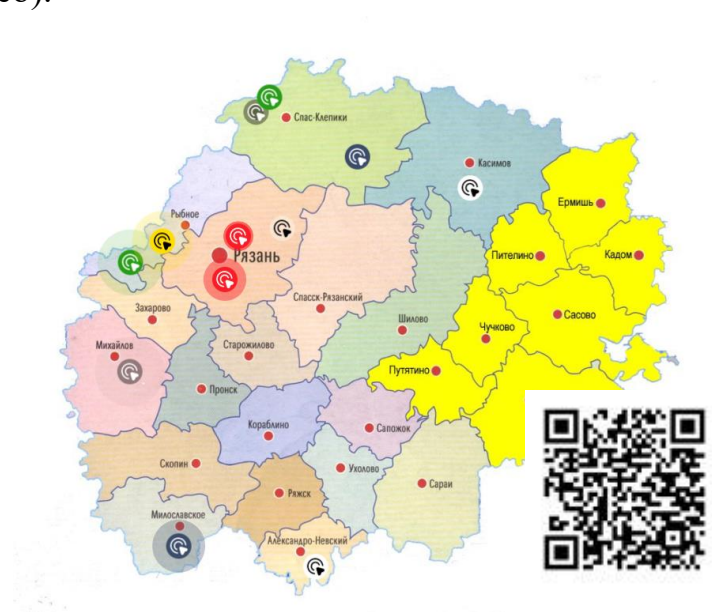 Спас-Клепики
Касимов
Ермишь
Рыбное
Рязань
Пителино
Кадом
Спасск-Рязанский
Захарово
Шилово
Сасово
Чучково
Михайлов
Старожилово
Путятино
Пронск
Кораблино
Сапожок
Скопин
Ухолово
Сараи
Ряжск
Милославское
Александро-Невский